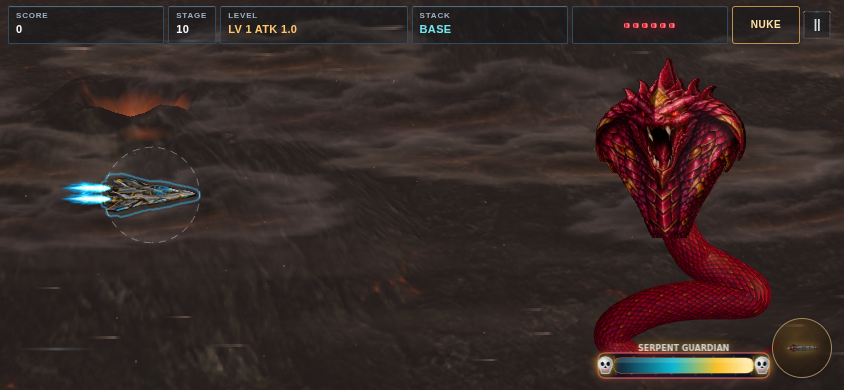 SCORE
0
STAGE
10
LEVEL
LV 1 ATK 1.0
STACK
BASE
NUKE
SERPENT GUARDIAN